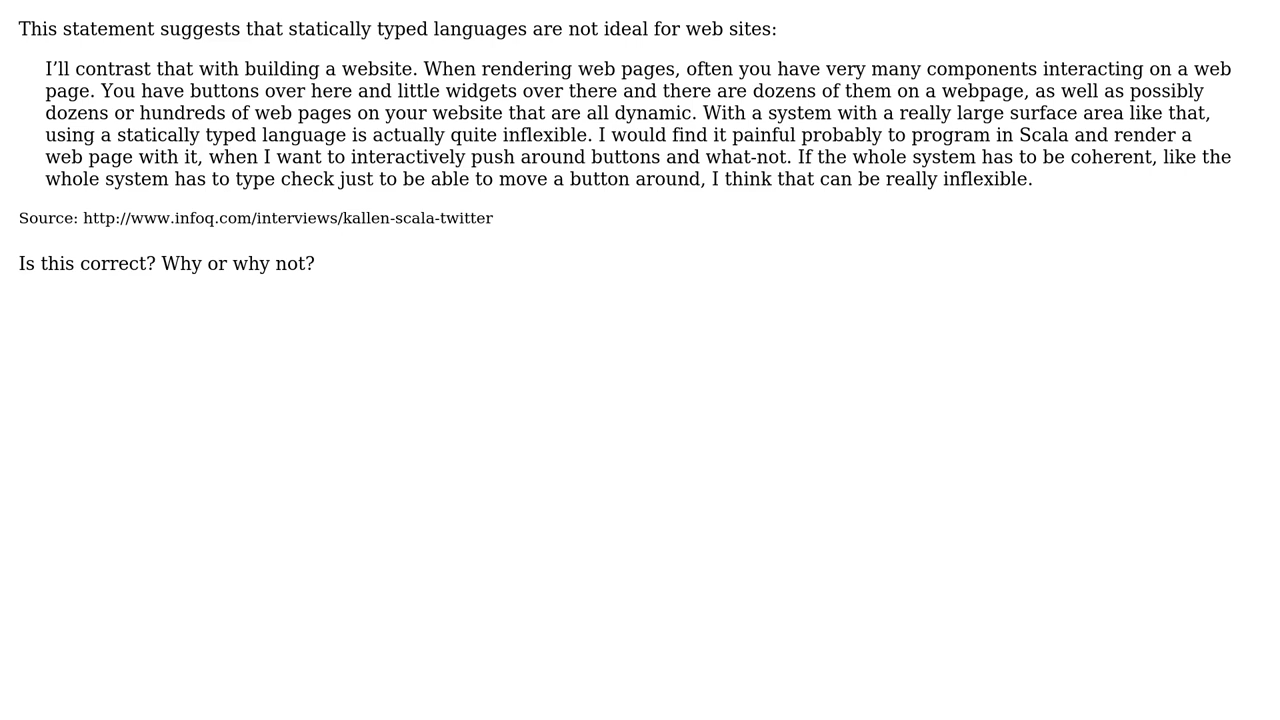 This statement suggests that statically typed languages are not ideal for web sites:
I’ll contrast that with building a website. When rendering web pages, often you have very many components interacting on a web
page. You have buttons over here and little widgets over there and there are dozens of them on a webpage, as well as possibly
dozens or hundreds of web pages on your website that are all dynamic. With a system with a really large surface area like that,
using a statically typed language is actually quite inflexible. I would find it painful probably to program in Scala and render a
web page with it, when I want to interactively push around buttons and what-not. If the whole system has to be coherent, like the
whole system has to type check just to be able to move a button around, I think that can be really inflexible.
Source: http://www.infoq.com/interviews/kallen-scala-twitter
Is this correct? Why or why not?